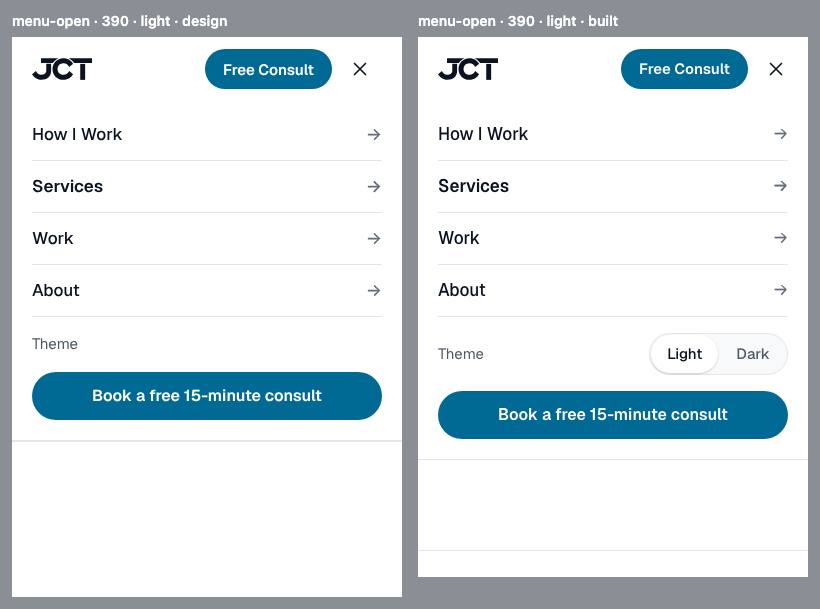 menu-open · 390 · light · design
JCT
Free Consult
How I Work
Services
Work
About
Theme
Book a free 15-minute consult
menu-open · 390 · light · built
JCT
Free Consult
How I Work
Services
Work
About
Theme
Light
Dark
Book a free 15-minute consult